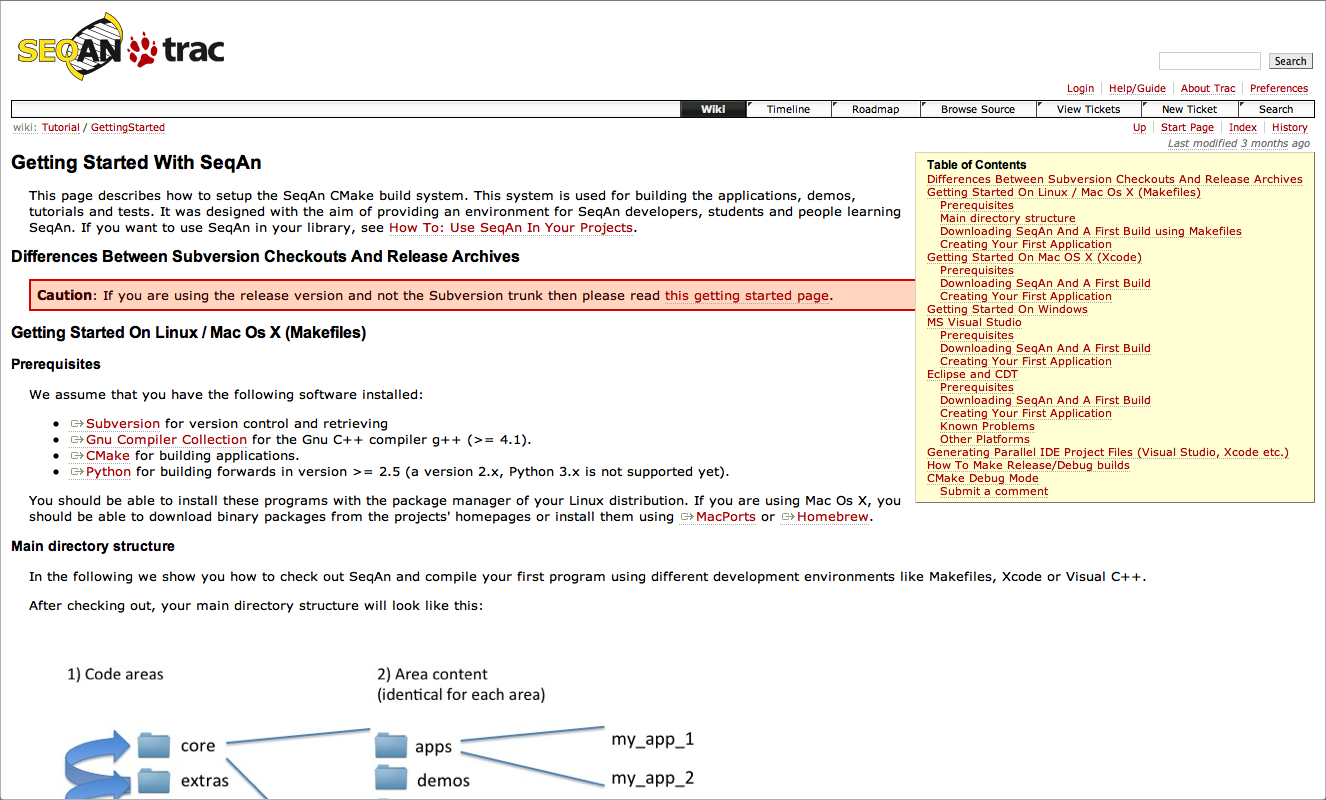 SEQAN trac
Search
Login Help/Guide About Trac Preferences
Wiki Timeline Roadmap Browse Source View Tickets New Ticket Search
wiki: Tutorial / GettingStarted
Up Start Page Index History
Last modified 3 months ago
Getting Started With SeqAn
This page describes how to setup the SeqAn CMake build system. This system is used for building the applications, demos,
tutorials and tests. It was designed with the aim of providing an environment for SeqAn developers, students and people learning
SeqAn. If you want to use SeqAn in your library, see How To: Use SeqAn In Your Projects.
Differences Between Subversion Checkouts And Release Archives
Caution: If you are using the release version and not the Subversion trunk then please read this getting started page.
Getting Started On Linux / Mac Os X (Makefiles)
Prerequisites
We assume that you have the following software installed:
• Subversion for version control and retrieving
• Gnu Compiler Collection for the Gnu C++ compiler g++ (>= 4.1).
• CMake for building applications.
• Python for building forwards in version >= 2.5 (a version 2.x, Python 3.x is not supported yet).
You should be able to install these programs with the package manager of your Linux distribution. If you are using Mac Os X, you
should be able to download binary packages from the projects' homepages or install them using MacPorts or Homebrew.
Table of Contents
Differences Between Subversion Checkouts And Release Archives
Getting Started On Linux / Mac Os X (Makefiles)
Prerequisites
Main directory structure
Downloading SeqAn And A First Build using Makefiles
Creating Your First Application
Getting Started On Mac OS X (Xcode)
Prerequisites
Downloading SeqAn And A First Build
Creating Your First Application
Getting Started On Windows
MS Visual Studio
Prerequisites
Downloading SeqAn And A First Build
Creating Your First Application
Eclipse and CDT
Prerequisites
Downloading SeqAn And A First Build
Creating Your First Application
Known Problems
Other Platforms
Generating Parallel IDE Project Files (Visual Studio, Xcode etc.)
How To Make Release/Debug builds
CMake Debug Mode
Submit a comment
Main directory structure
In the following we show you how to check out SeqAn and compile your first program using different development environments like Makefiles, Xcode or Visual C++.
After checking out, your main directory structure will look like this:
1) Code areas
2) Area content
(identical for each area)
core
apps
my_app_1
extras
demos
my_app_2